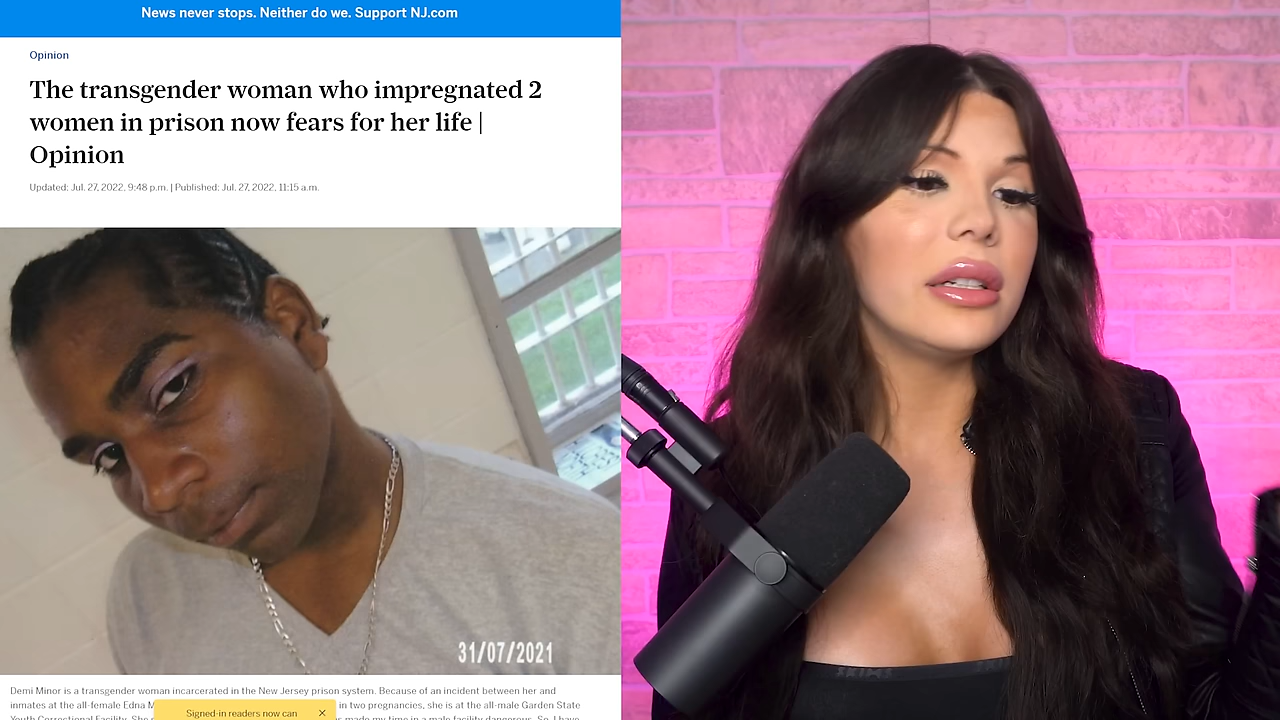 News never stops. Neither do we. Support NJ.com
Opinion
The transgender woman who impregnated 2
women in prison now fears for her life |
Opinion
Updated: Jul. 27, 2022, 9:48 p.m. | Published: Jul. 27, 2022, 11:15 a.m.
31/07/2021
Demi Minor is a transgender woman incarcerated in the New Jersey prison system. Because of an incident between her and
inmates at the all-female Edna M in two pregnancies, she is at the all-male Garden State
Youth Correctional Facility. She made my time in a male facility dangerous. So, I have
Signed-in readers now can